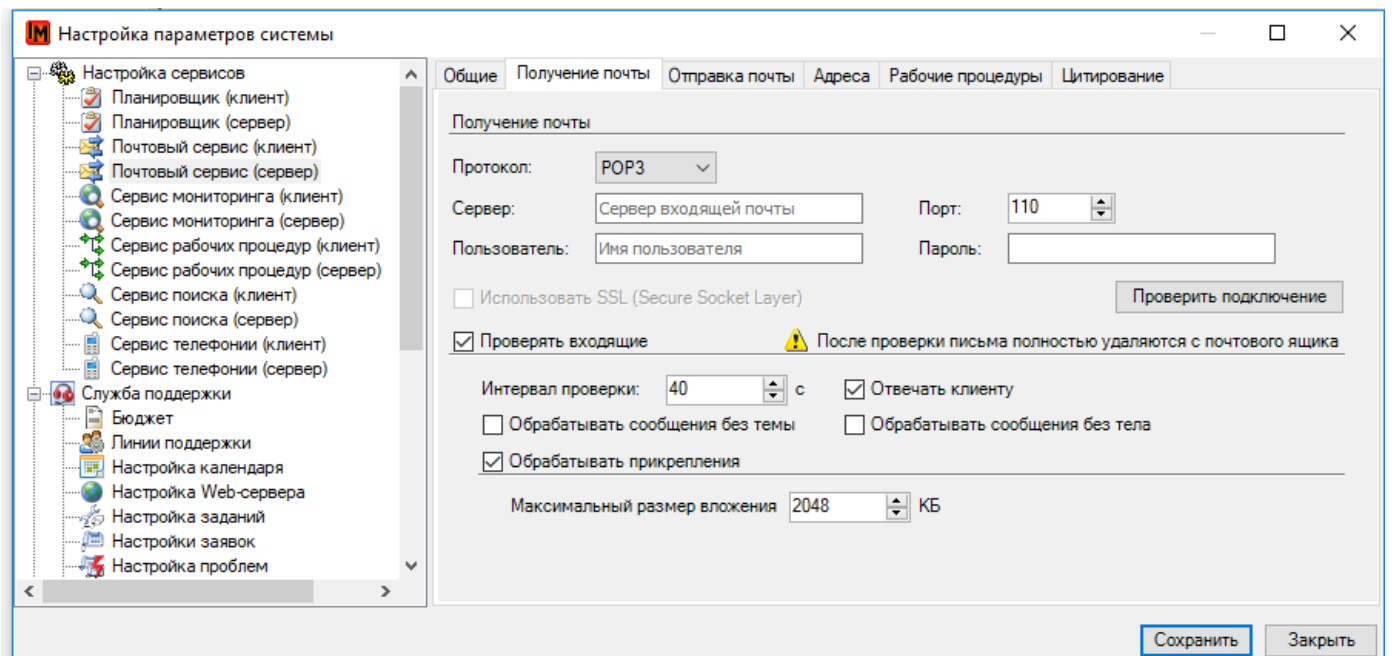 IM Настройка параметров системы
Настройка сервисов
Планировщик (клиент)
Планировщик (сервер)
Почтовый сервис (клиент)
Почтовый сервис (сервер)
Сервис мониторинга (клиент)
Сервис мониторинга (сервер)
Сервис рабочих процедур (клиент)
Сервис рабочих процедур (сервер)
Сервис поиска (клиент)
Сервис поиска (сервер)
Сервис телефонии (клиент)
Сервис телефонии (сервер)
Служба поддержки
Бюджет
Линии поддержки
Настройка календаря
Настройка Web-сервера
Настройка заданий
Настройки заявок
Настройка проблем
Общие Получение почты Отправка почты Адреса Рабочие процедуры Цитирование
Получение почты
Протокол: POP3
Сервер: Сервер входящей почты Порт: 110
Пользователь: Имя пользователя Пароль:
Использовать SSL (Secure Socket Layer) Проверить подключение
Проверять входящие После проверки письма полностью удаляются с почтового ящика
Интервал проверки: 40 с Отвечать клиенту
Обрабатывать сообщения без темы Обрабатывать сообщения без тела
Обрабатывать прикрепления
Максимальный размер вложения 2048 КБ
Сохранить Закрыть